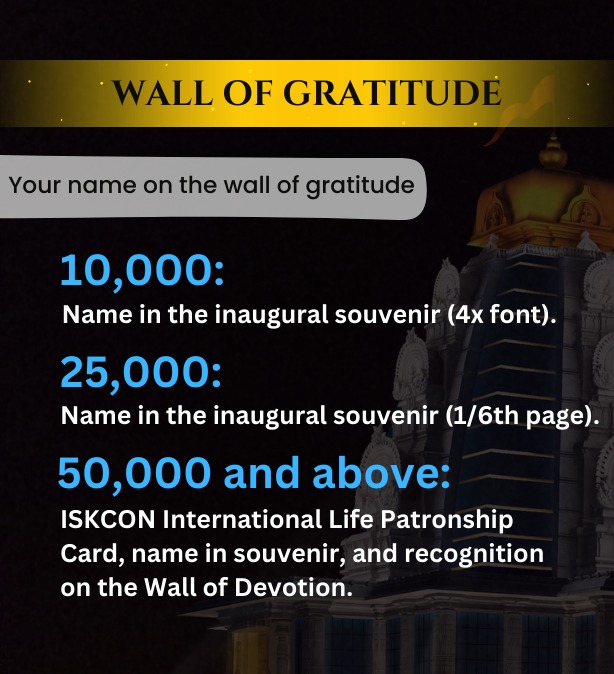 WALL OF GRATITUDE
Your name on the wall of gratitude
10,000:
Name in the inaugural souvenir (4x font).
25,000:
Name in the inaugural souvenir (1/6th page).
50,000 and above:
ISKCON International Life Patronship
Card, name in souvenir, and recognition
on the Wall of Devotion.